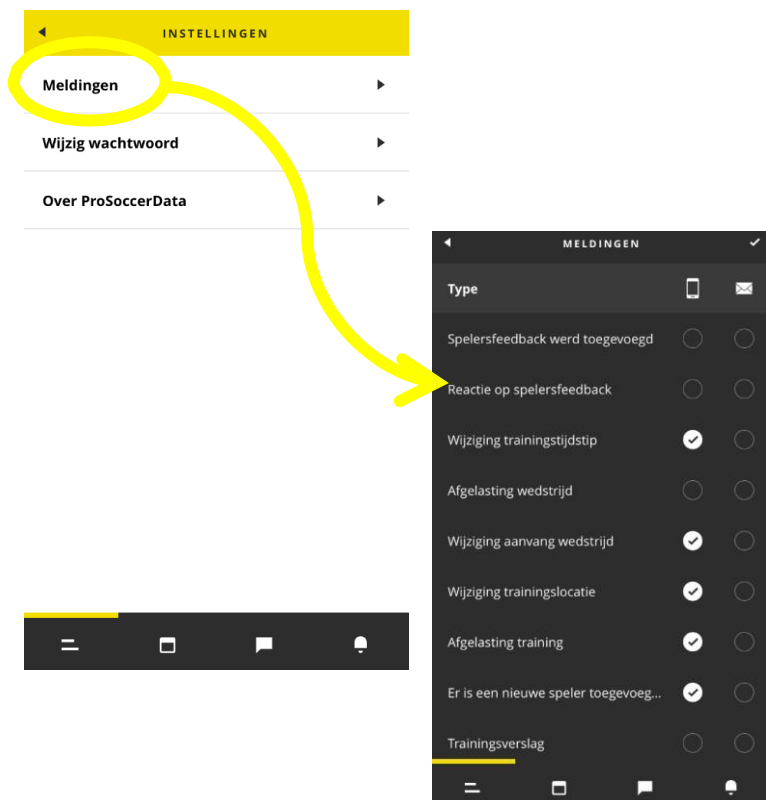 INSTELLINGEN
Meldingen
Wijzig wachtwoord
Over ProSoccerData
MELDINGEN
Type
Spelersfeedback werd toegevoegd
Reactie op spelersfeedback
Wijziging trainingstijdstip
Afgelasting wedstrijd
Wijziging aanvang wedstrijd
Wijziging trainingslocatie
Afgelasting training
Er is een nieuwe speler toegevoeg...
Trainingsverslag